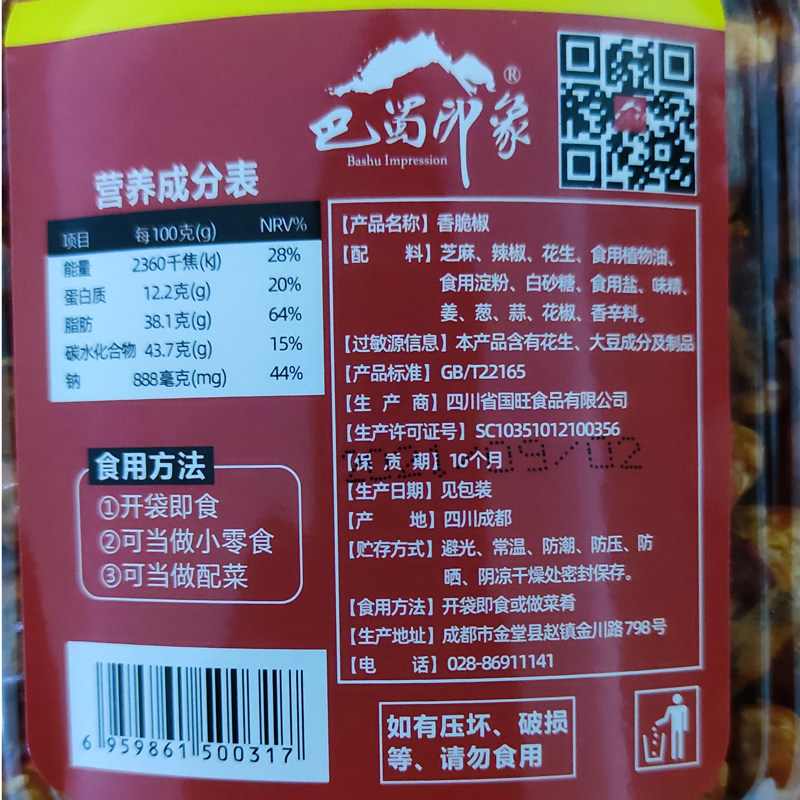 巴蜀印象®
Bashu Impression
营养成分表
项目 每100克(g) NRV%
能量 2360千焦(kJ) 28%
蛋白质 12.2克(g) 20%
脂肪 38.1克(g) 64%
碳水化合物 43.7克(g) 15%
钠 888毫克(mg) 44%
食用方法
①开袋即食
②可当做小零食
③可当做配菜
6 959861 500317
【产品名称】香脆椒
【配 料】芝麻、辣椒、花生、食用植物油、
食用淀粉、白砂糖、食用盐、味精、
姜、葱、蒜、花椒、香辛料。
【过敏源信息】本产品含有花生、大豆成分及制品
【产品标准】GB/T22165
【生 产 商】四川省国旺食品有限公司
【生产许可证号】SC10351012100356
【保 质 期】10个月
2021/09/02
【生产日期】见包装
【产 地】四川成都
【贮存方式】避光、常温、防潮、防压、防
晒、阴凉干燥处密封保存。
【食用方法】开袋即食或做菜肴
【生产地址】成都市金堂县赵镇金川路798号
【电 话】028-86911141
如有压坏、破损
等、请勿食用